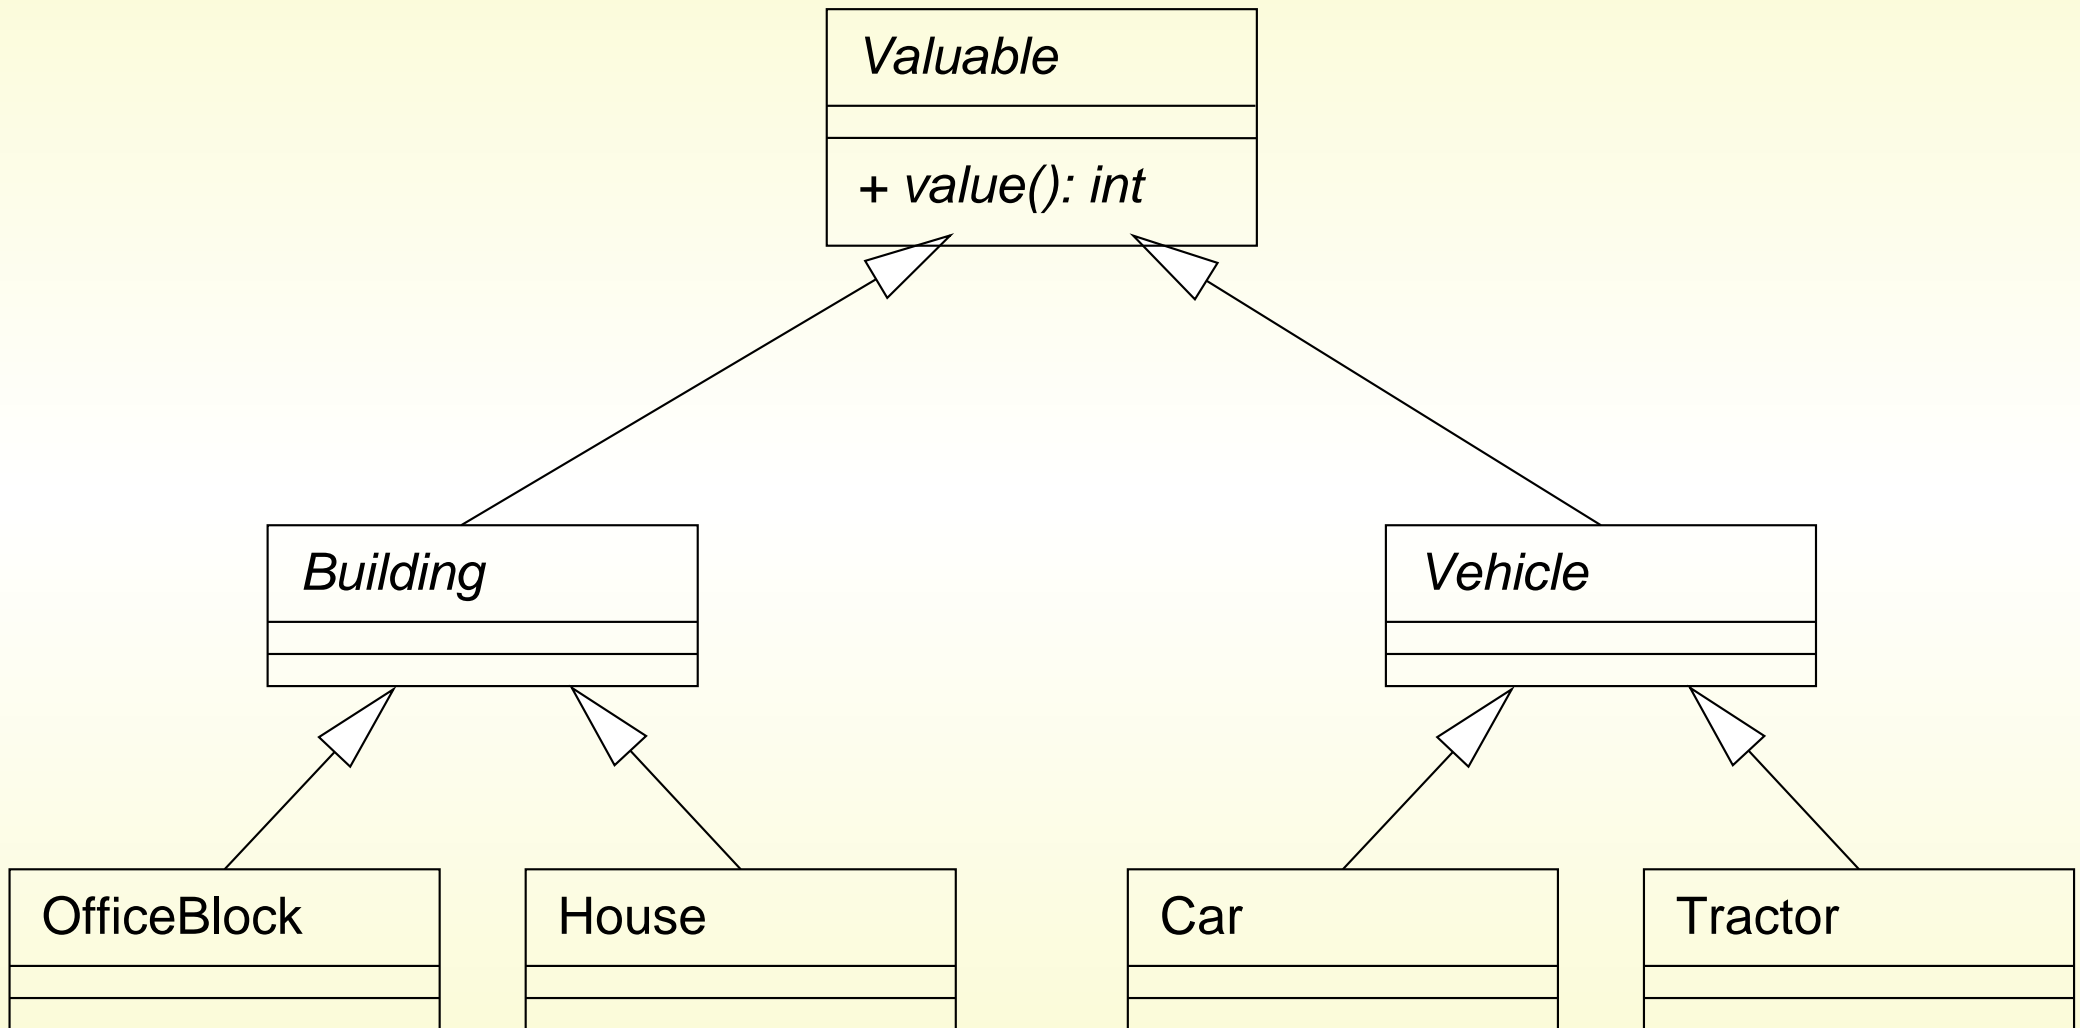 Valuable
+ value(): int
Building
Vehicle
OfficeBlock
House
Car
Tractor